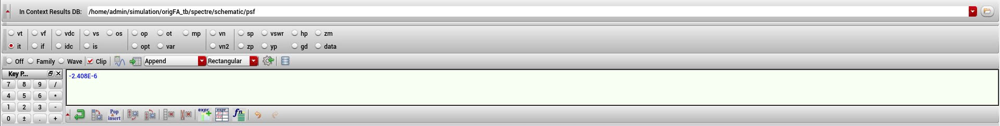 In Context Results DB: /home/admin/simulation/origFA_tb/spectre/schematic/psf
vt vf vdc vs os op ot mp vn sp vswr hp zm
it if idc is opt var vn2 zp yp gd data
Off Family Wave Clip Append Rectangular
Key P...
7 8 9 /
4 5 6 *
1 2 3 -
0 ± . +
-2.408E-6
Pop
insert
expr
expr
fn